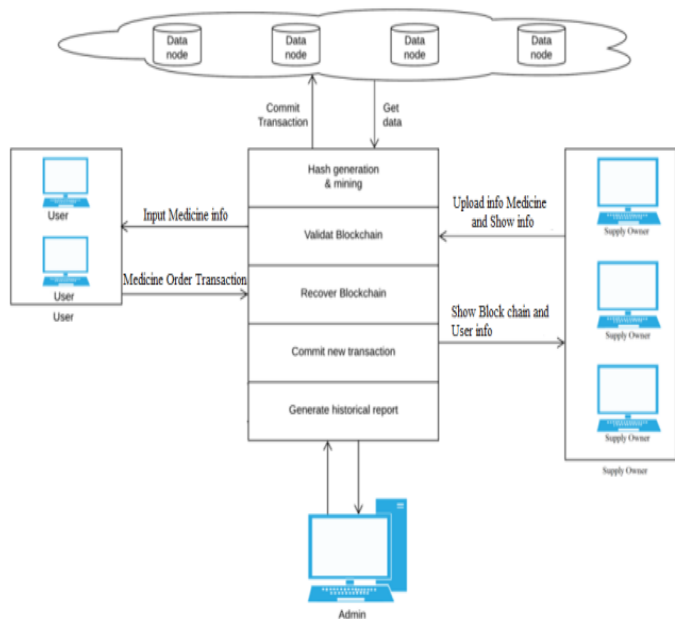 Data
node
Data
node
Data
node
Data
node
Commit
Transaction
Get
data
Hash generation
& mining
Validat Blockchain
Recover Blockchain
Commit new transaction
Generate historical report
User
User
User
Input Medicine info
Medicine Order Transaction
Upload info Medicine
and Show info
Show Block chain and
User info
Supply Owner
Supply Owner
Supply Owner
Supply Owner
Admin